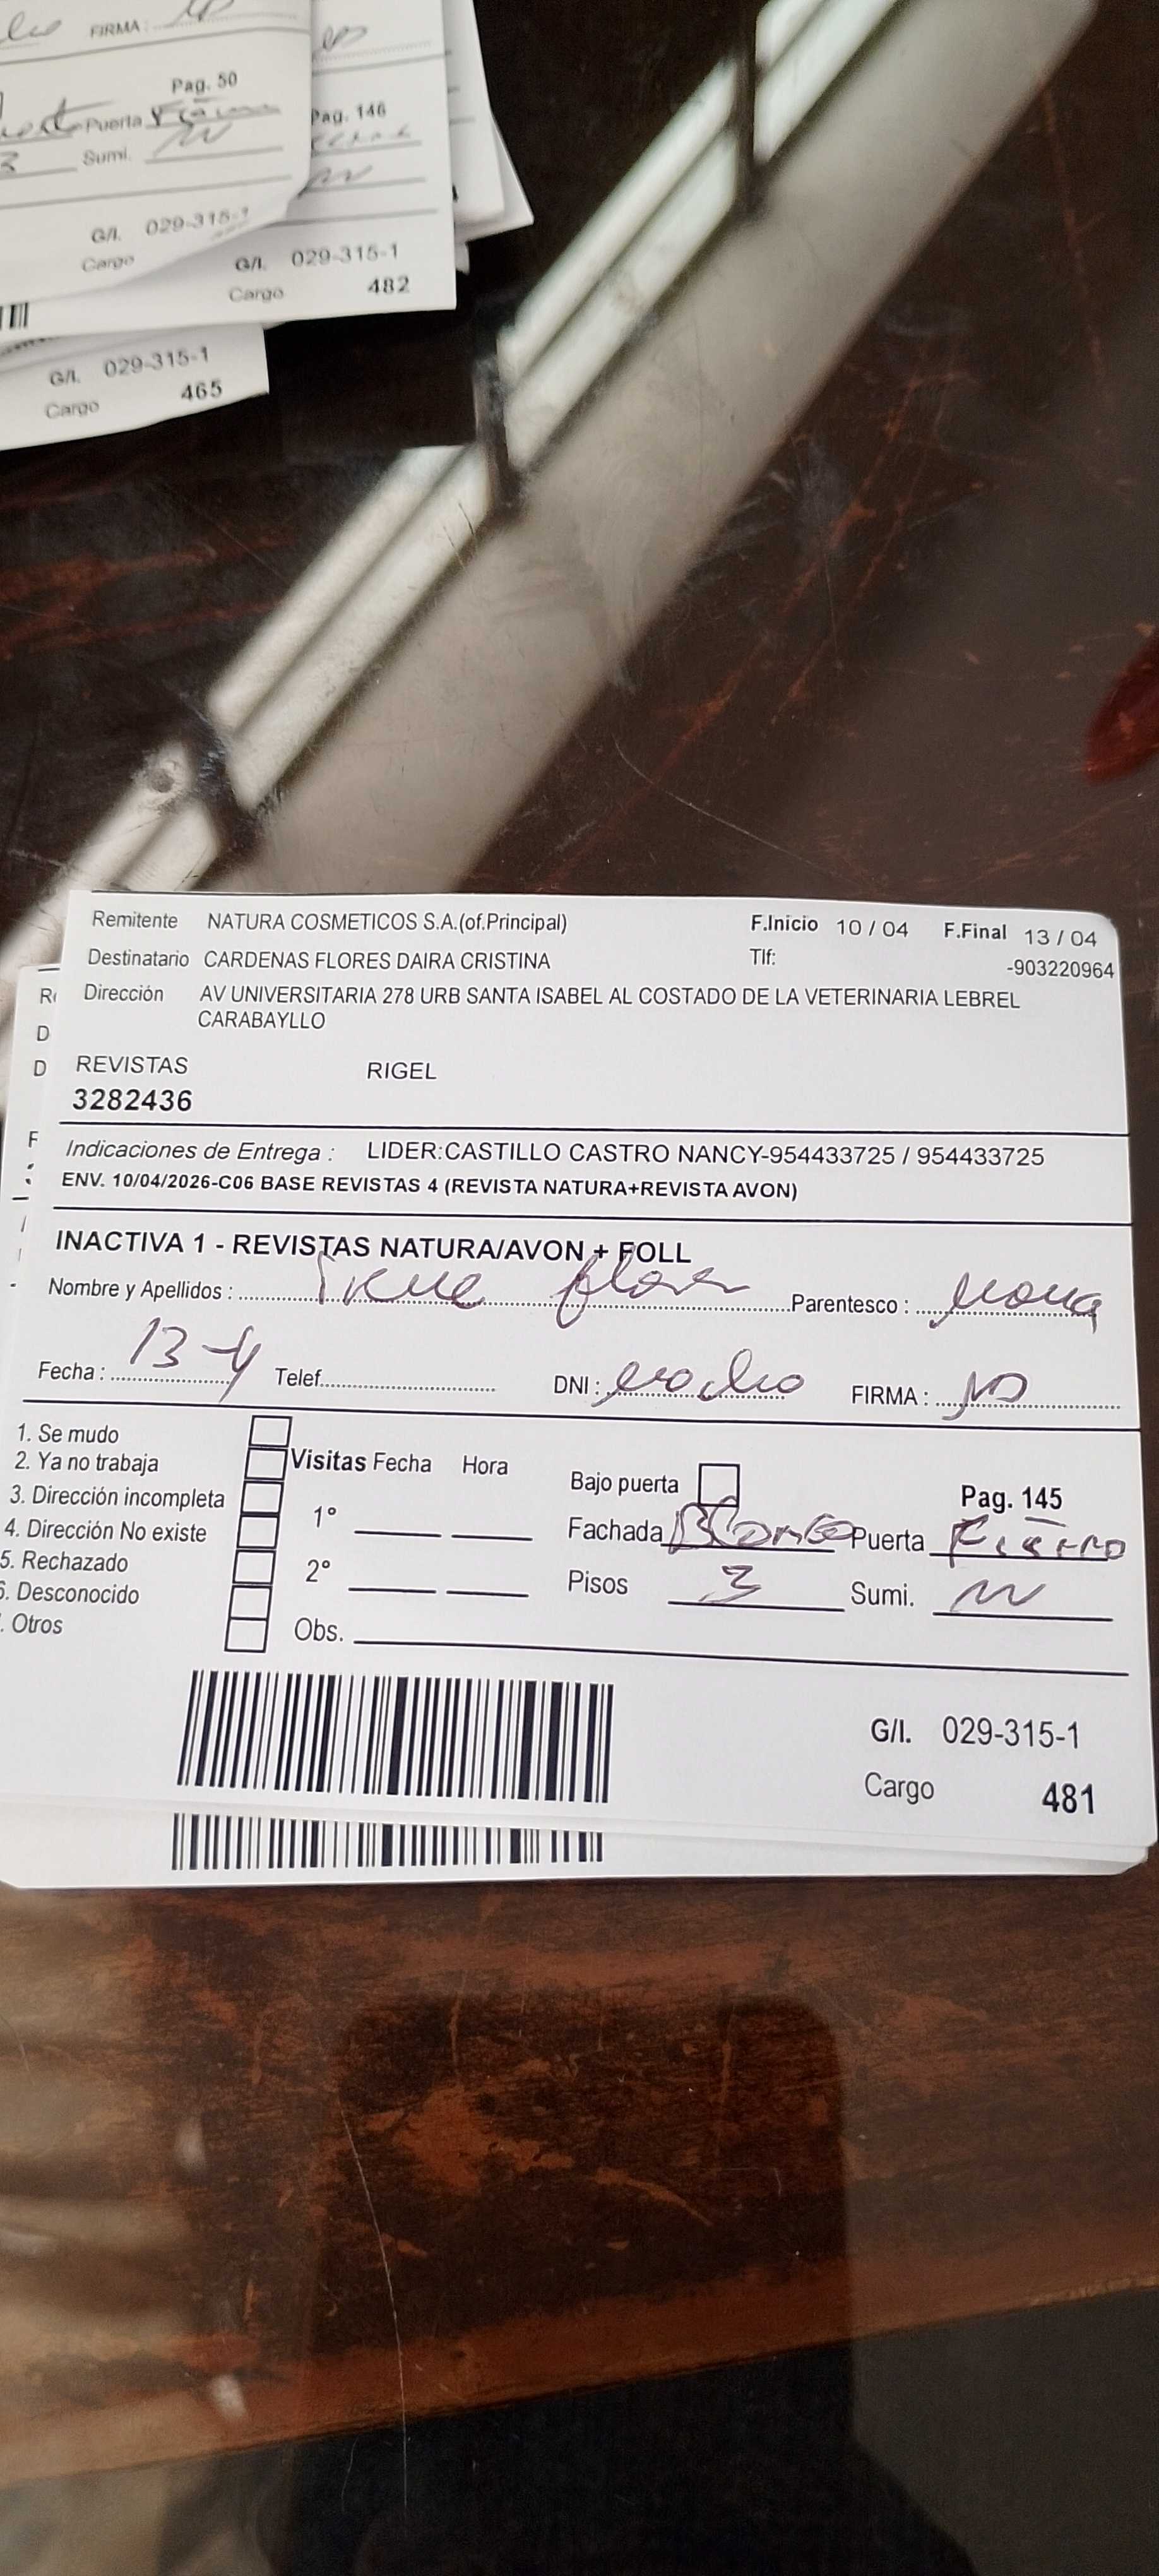 FIRMA :
Pag. 50
Puerta
3 Sumi.
G/I. 029-315-1
Cargo
Pag. 146
G/I. 029-315-1
Cargo 482
G/I. 029-315-1
Cargo 465
Remitente NATURA COSMETICOS S.A.(of.Principal) F.Inicio 10 / 04 F.Final 13 / 04
Destinatario CARDENAS FLORES DAIRA CRISTINA Tlf: -903220964
Dirección AV UNIVERSITARIA 278 URB SANTA ISABEL AL COSTADO DE LA VETERINARIA LEBREL
CARABAYLLO
REVISTAS RIGEL
3282436
Indicaciones de Entrega : LIDER:CASTILLO CASTRO NANCY-954433725 / 954433725
ENV. 10/04/2026-C06 BASE REVISTAS 4 (REVISTA NATURA+REVISTA AVON)
INACTIVA 1 - REVISTAS NATURA/AVON + FOLL
Nombre y Apellidos : flores Parentesco :
Fecha : 13-4 Telef. DNI : FIRMA :
1. Se mudo
2. Ya no trabaja
3. Dirección incompleta
4. Dirección No existe
5. Rechazado
6. Desconocido
. Otros
Visitas Fecha Hora
1°
2°
Obs.
Bajo puerta Pag. 145
Fachada Blanco Puerta Fierro
Pisos 3 Sumi.
G/I. 029-315-1
Cargo 481